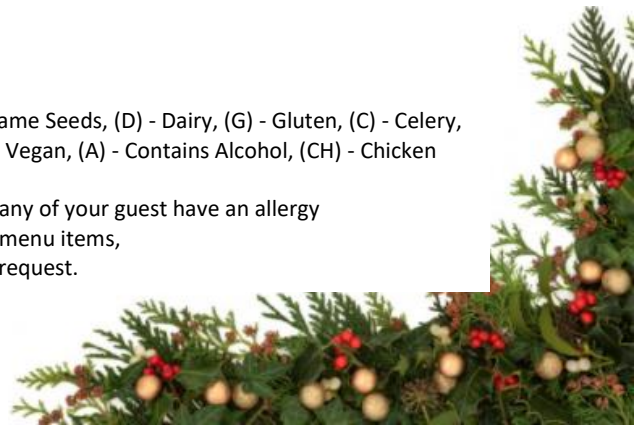 ame Seeds, (D) - Dairy, (G) - Gluten, (C) - Celery,
Vegan, (A) - Contains Alcohol, (CH) - Chicken
any of your guest have an allergy
menu items,
request.